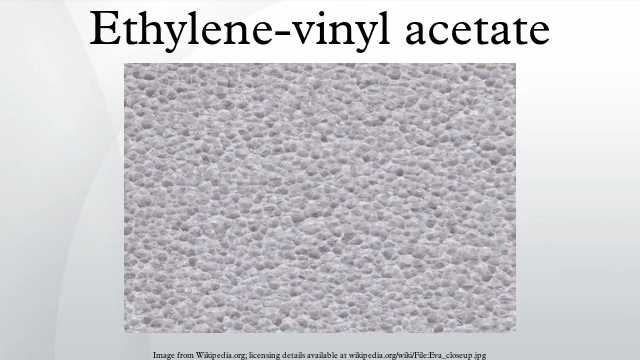 Ethylene-vinyl acetate
Image from Wikipedia.org; licensing details available at wikipedia.org/wiki/File:Eva_closeup.jpg